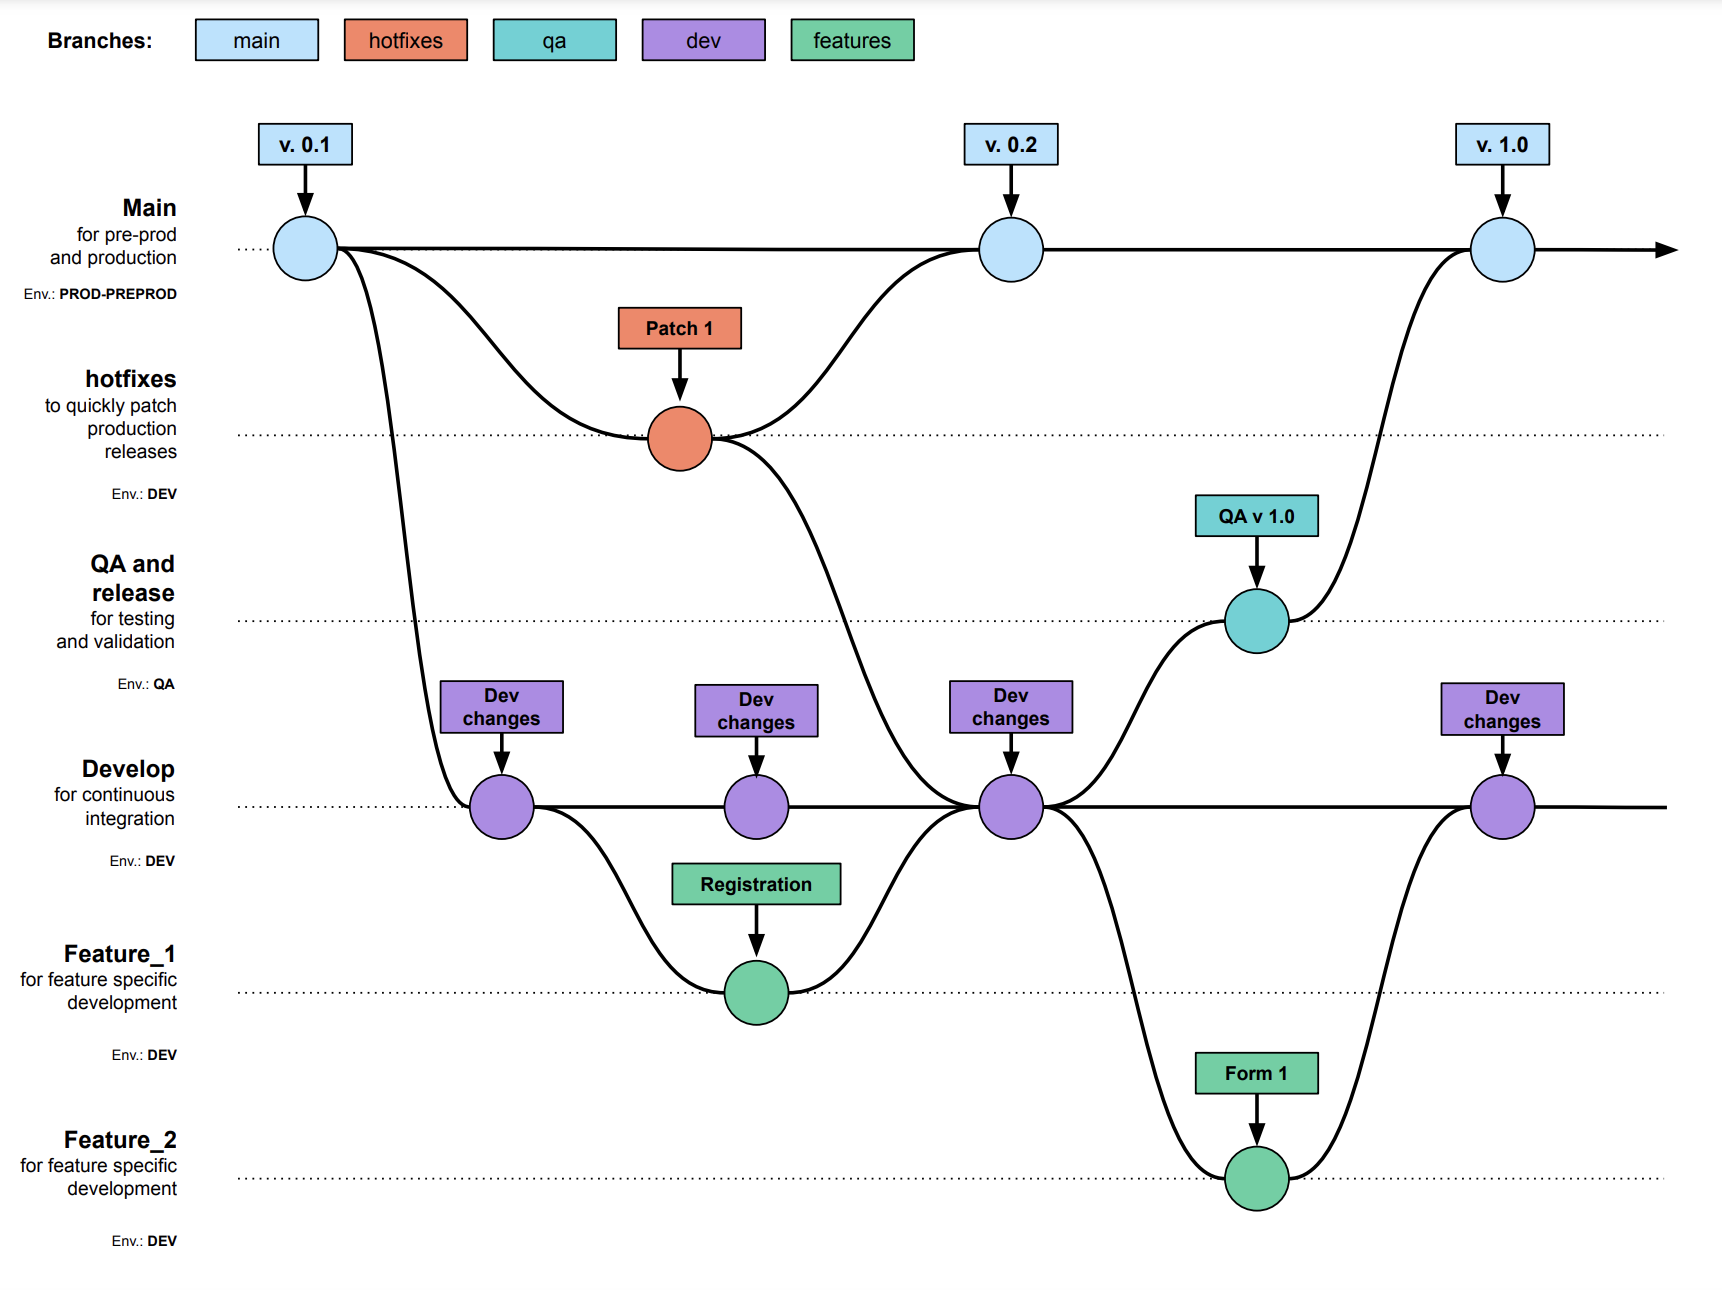 Branches: main hotfixes qa dev features
v. 0.1 v. 0.2 v. 1.0
Main
for pre-prod
and production
Env.: PROD-PREPROD
Patch 1
hotfixes
to quickly patch
production
releases
Env.: DEV
QA v 1.0
QA and
release
for testing
and validation
Env.: QA
Dev
changes
Dev
changes
Dev
changes
Dev
changes
Develop
for continuous
integration
Env.: DEV
Registration
Feature_1
for feature specific
development
Env.: DEV
Form 1
Feature_2
for feature specific
development
Env.: DEV